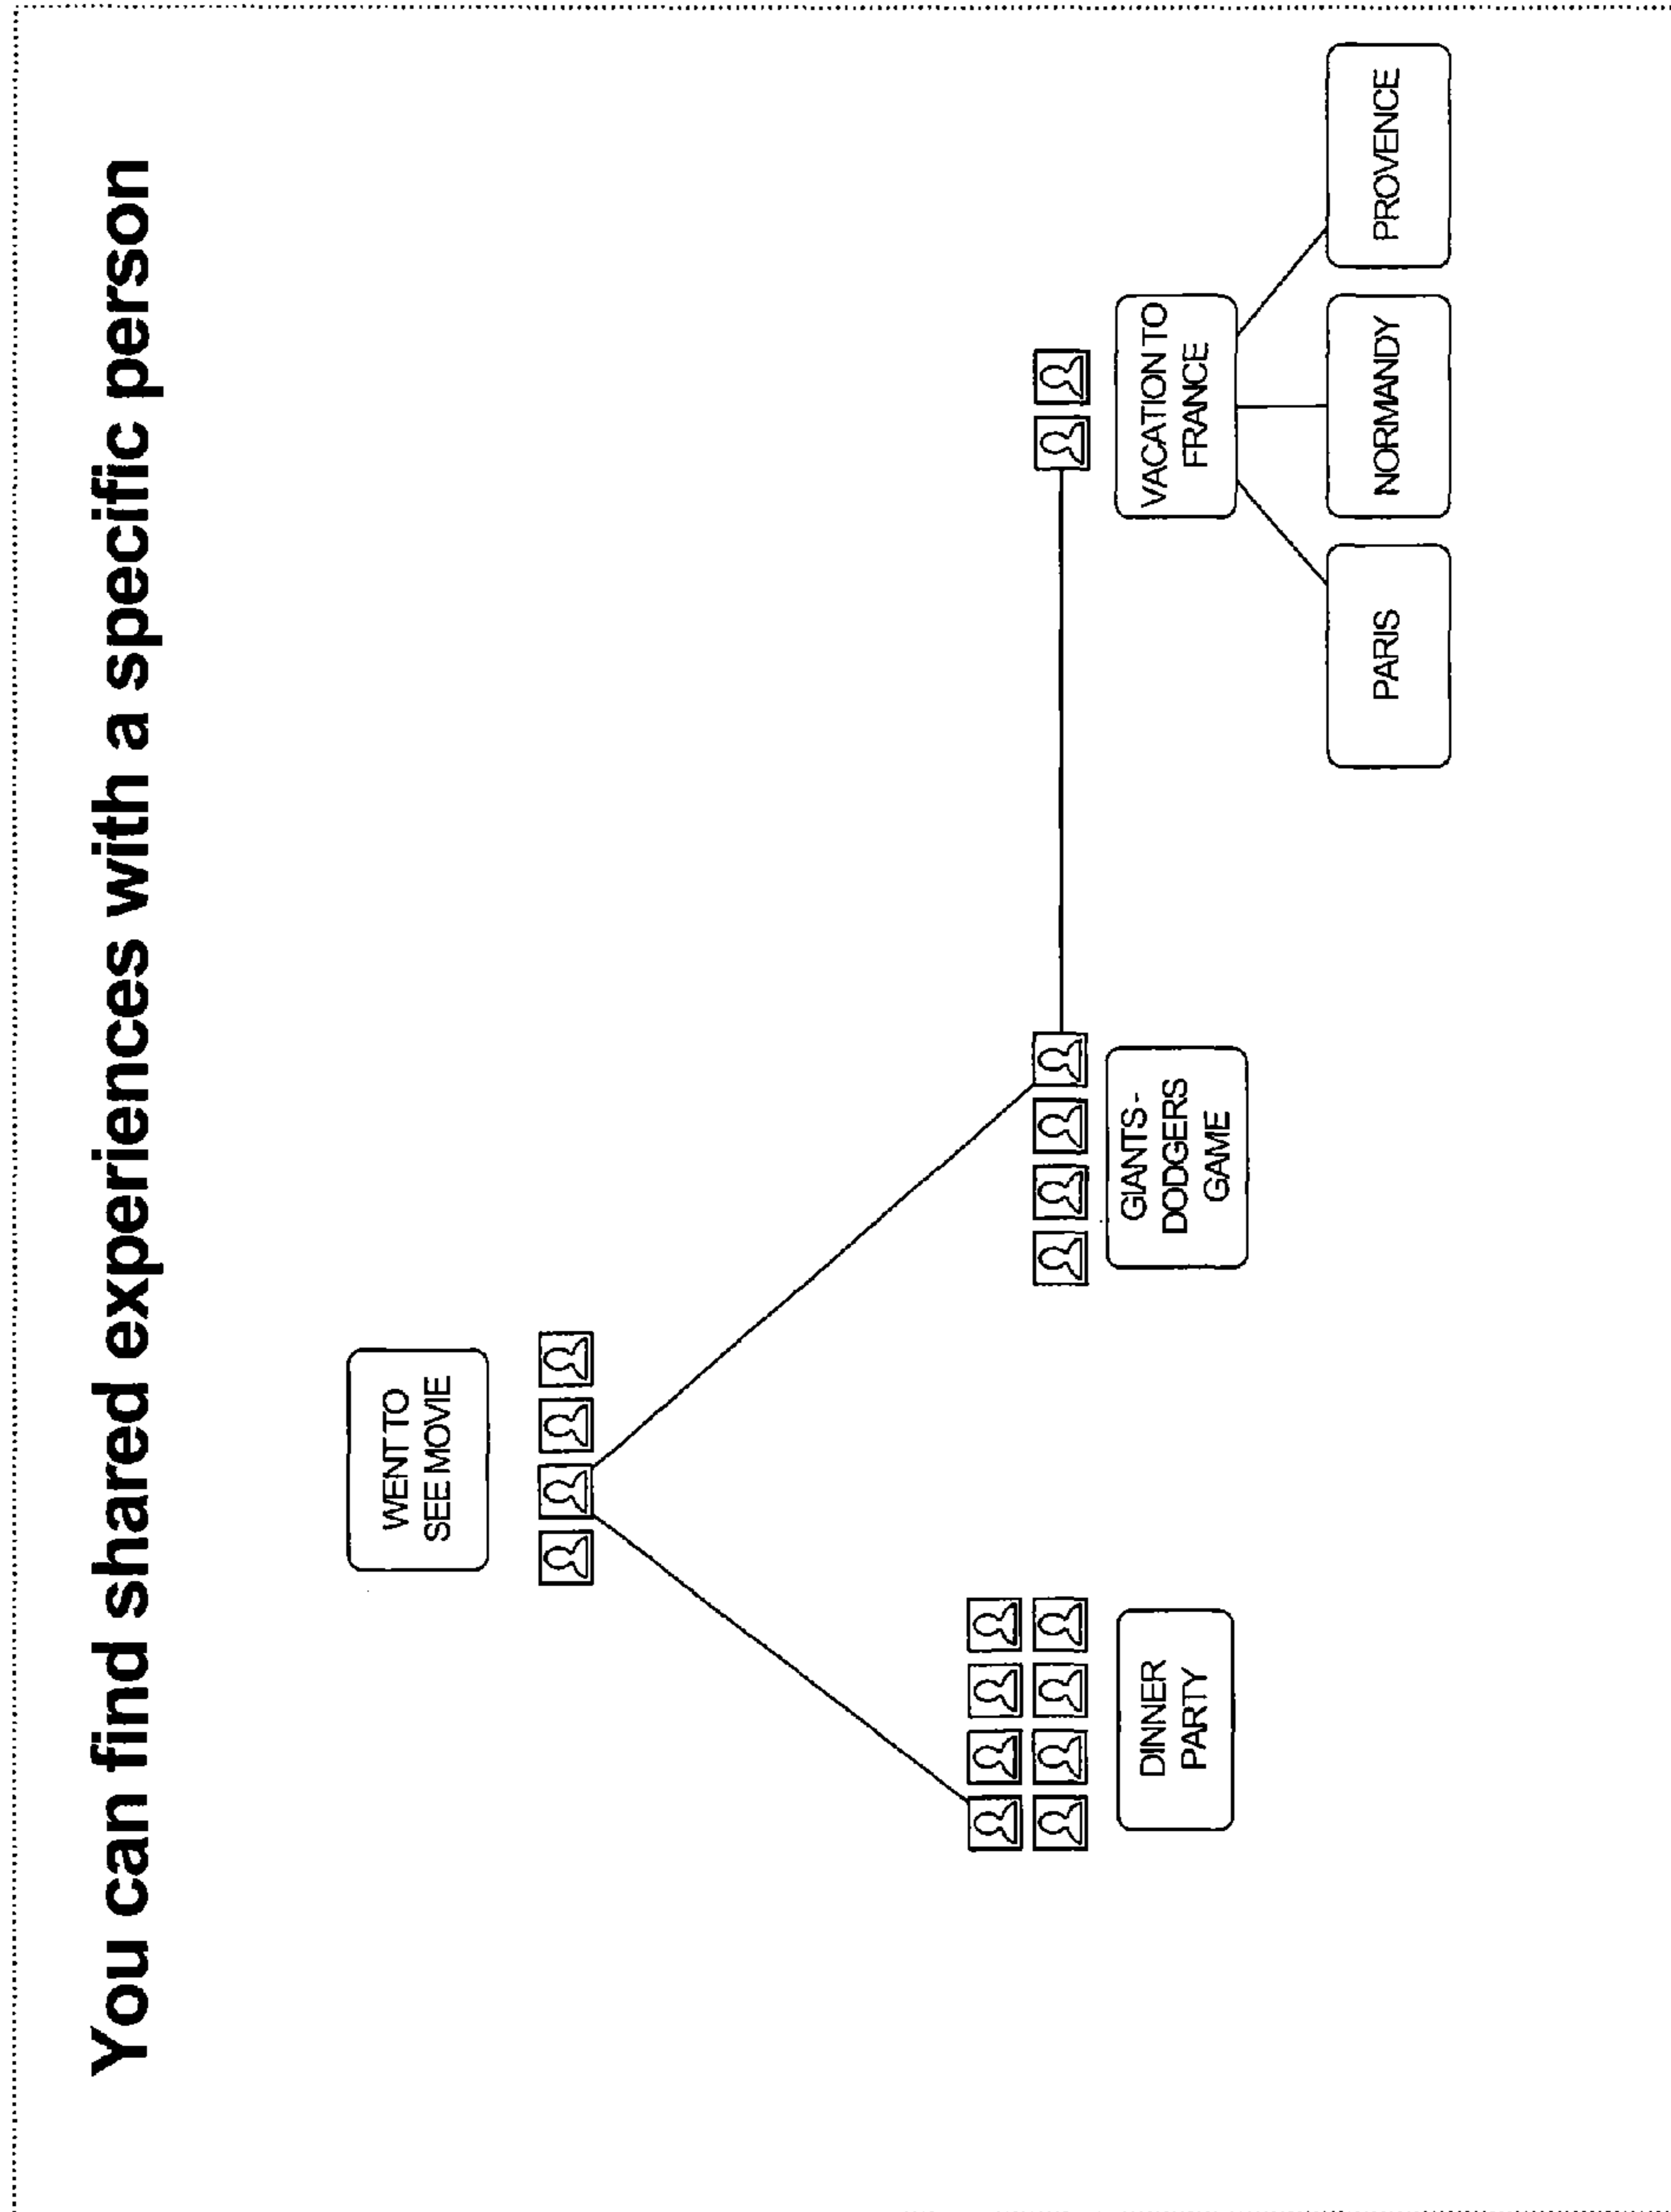 You can find shared experiences with a specific person
WENT TO
SEE MOVIE
DINNER
PARTY
GIANTS-
DODGERS
GAME
VACATION TO
FRANCE
PARIS
NORMANDY
PROVENCE